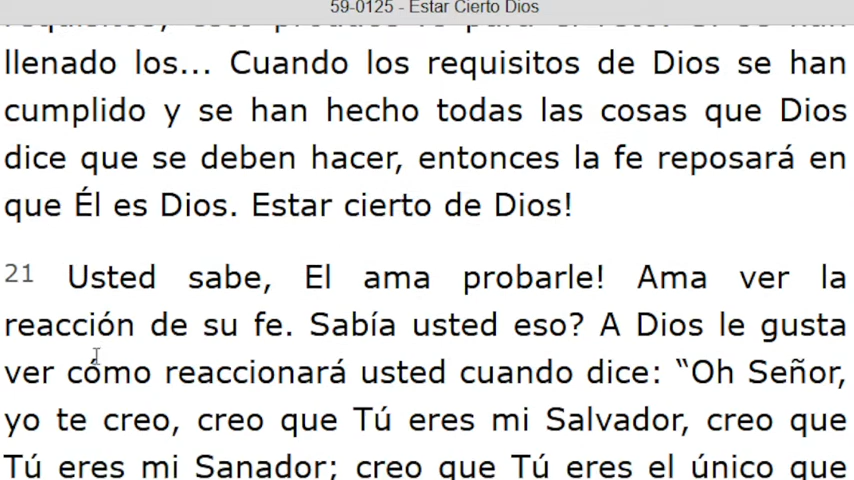 59-0125 - Estar Cierto Dios
llenado los... Cuando los requisitos de Dios se han
cumplido y se han hecho todas las cosas que Dios
dice que se deben hacer, entonces la fe reposará en
que Él es Dios. Estar cierto de Dios!
21 Usted sabe, El ama probarle! Ama ver la
reacción de su fe. Sabía usted eso? A Dios le gusta
ver cómo reaccionará usted cuando dice: “Oh Señor,
yo te creo, creo que Tú eres mi Salvador, creo que
Tú eres mi Sanador; creo que Tú eres el único que